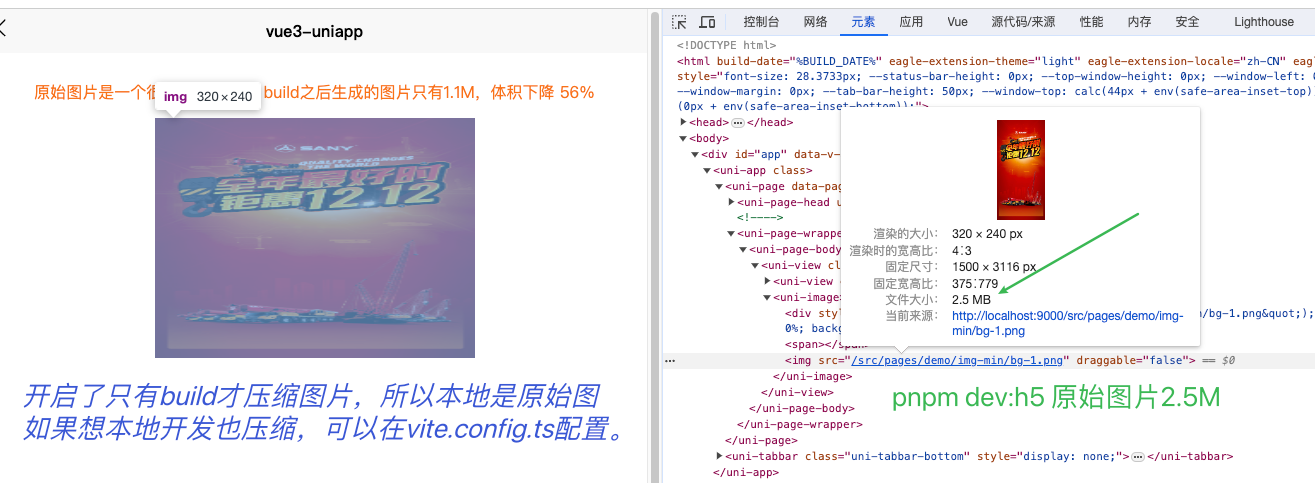 vue3-uniapp
原始图片是一个很
build之后生成的图片只有1.1M，体积下降 56%
img 320×240
SANY
QUALITY CHANGES
THE WORLD
全年最好的时
钜惠12.12
开启了只有build才压缩图片，所以本地是原始图
如果想本地开发也压缩，可以在vite.config.ts配置。
控制台 网络 元素 应用 Vue 源代码/来源 性能 内存 安全 Lighthouse
<!DOCTYPE html>
<html build-date="%BUILD_DATE%" eagle-extension-theme="light" eagle-extension-locale="zh-CN" eagl
style="font-size: 28.3733px; --status-bar-height: 0px; --top-window-height: 0px; --window-left: 0
--window-margin: 0px; --tab-bar-height: 50px; --window-top: calc(44px + env(safe-area-inset-top))
(0px + env(safe-area-inset-bottom));">
<head> ⋯ </head>
<body>
<div id="app" data-v-
<uni-app class>
<uni-page data-pag
<uni-page-head u
<!---->
<uni-page-wrappe
<uni-page-body
<uni-view cl
<uni-view
<uni-image>
<div sty
n/bg-1.png&quot;);
0%; backg
<span></span>
<img src="/src/pages/demo/img-min/bg-1.png" draggable="false"> == $0
</uni-image>
</uni-view>
</uni-page-body>
</uni-page-wrapper>
</uni-page>
<uni-tabbar class="uni-tabbar-bottom" style="display: none;"> ⋯ </uni-tabbar>
</uni-app>
渲染的大小： 320 × 240 px
渲染时的宽高比： 4∶3
固定尺寸： 1500 × 3116 px
固定宽高比： 375∶779
文件大小： 2.5 MB
当前来源： http://localhost:9000/src/pages/demo/img-
min/bg-1.png
pnpm dev:h5 原始图片2.5M